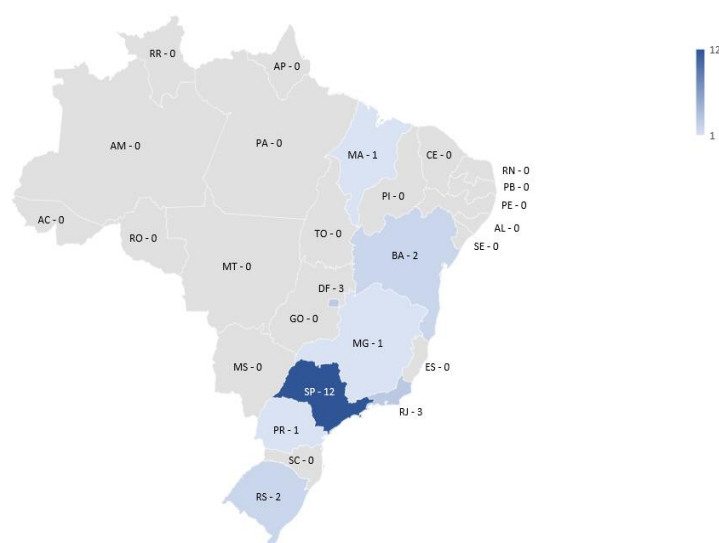 RR - 0
AP - 0
12
1
AM - 0
PA - 0
MA - 1
CE - 0
RN - 0
PB - 0
PI - 0
PE - 0
AC - 0
AL - 0
TO - 0
RO - 0
SE - 0
BA - 2
MT - 0
DF - 3
GO - 0
MG - 1
MS - 0
ES - 0
SP - 12
RJ - 3
PR - 1
SC - 0
RS - 2